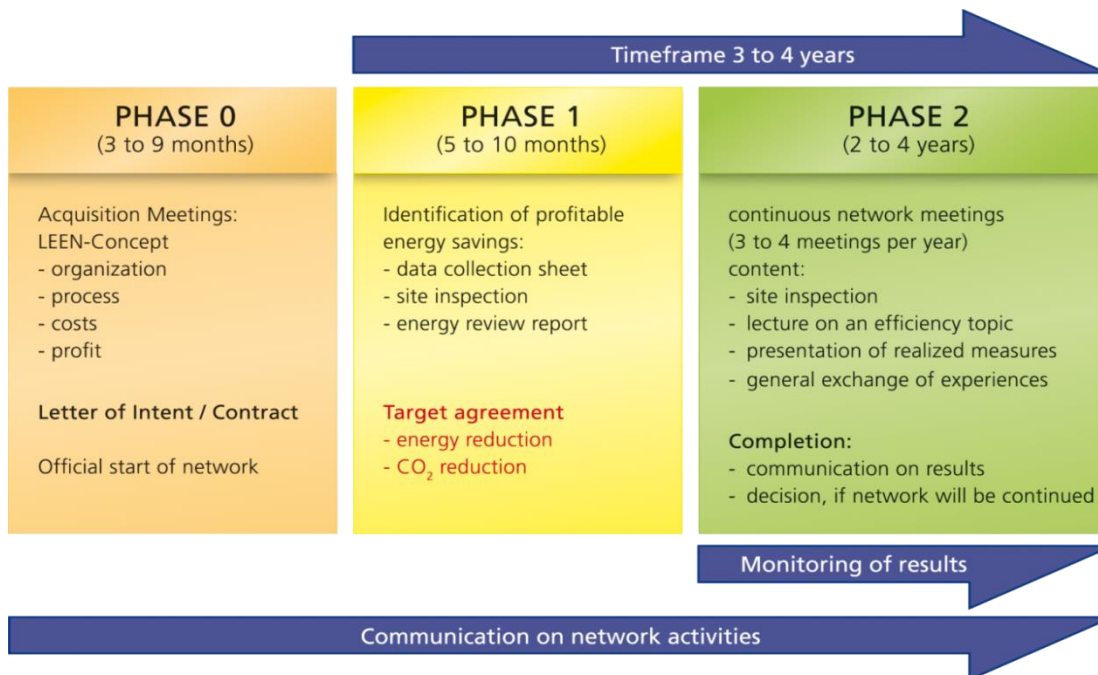 Timeframe 3 to 4 years
PHASE 0
(3 to 9 months)
Acquisition Meetings:
LEEN-Concept
- organization
- process
- costs
- profit
Letter of Intent / Contract
Official start of network
PHASE 1
(5 to 10 months)
Identification of profitable
energy savings:
- data collection sheet
- site inspection
- energy review report
Target agreement
- energy reduction
- CO₂ reduction
PHASE 2
(2 to 4 years)
continuous network meetings
(3 to 4 meetings per year)
content:
- site inspection
- lecture on an efficiency topic
- presentation of realized measures
- general exchange of experiences
Completion:
- communication on results
- decision, if network will be continued
Monitoring of results
Communication on network activities